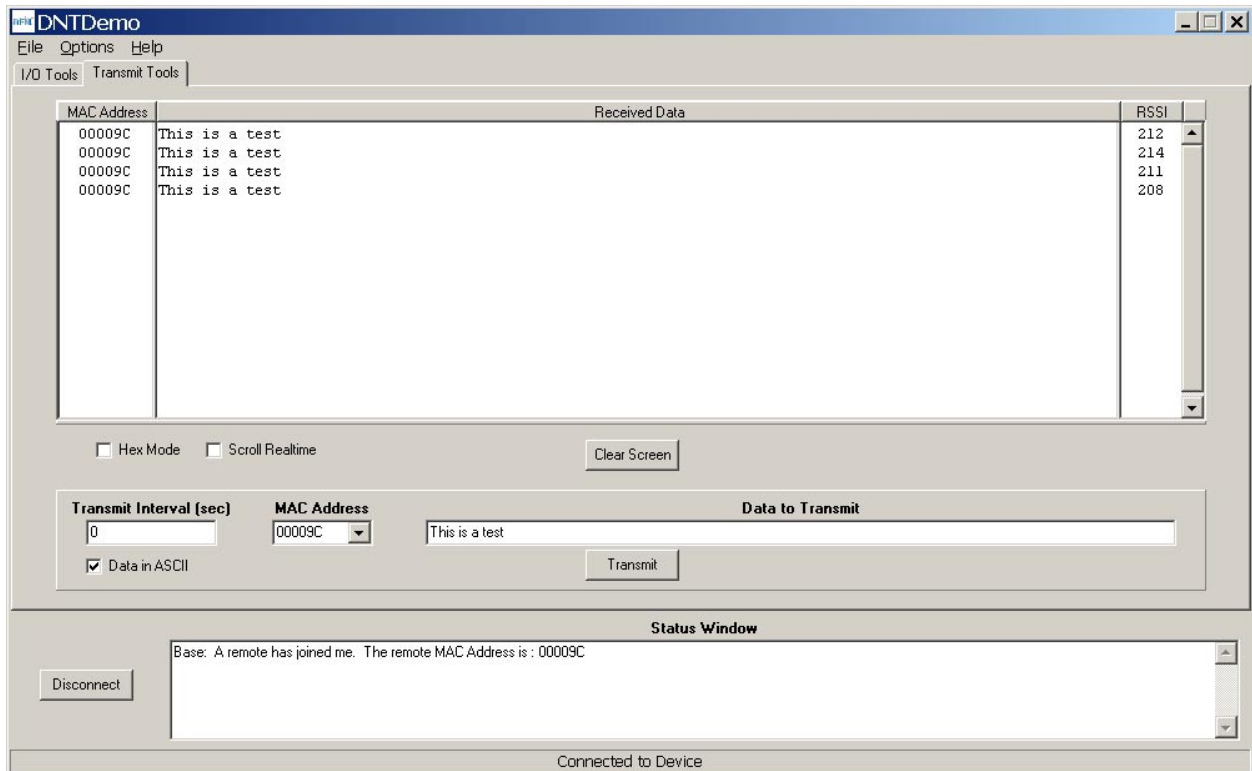 RFM DNTDemo
File Options Help
I/O Tools Transmit Tools
MAC Address Received Data RSSI
00009C This is a test 212
00009C This is a test 214
00009C This is a test 211
00009C This is a test 208
Hex Mode Scroll Realtime Clear Screen
Transmit Interval (sec) MAC Address Data to Transmit
0 00009C This is a test
Data in ASCII Transmit
Status Window
Base: A remote has joined me. The remote MAC Address is : 00009C
Disconnect
Connected to Device